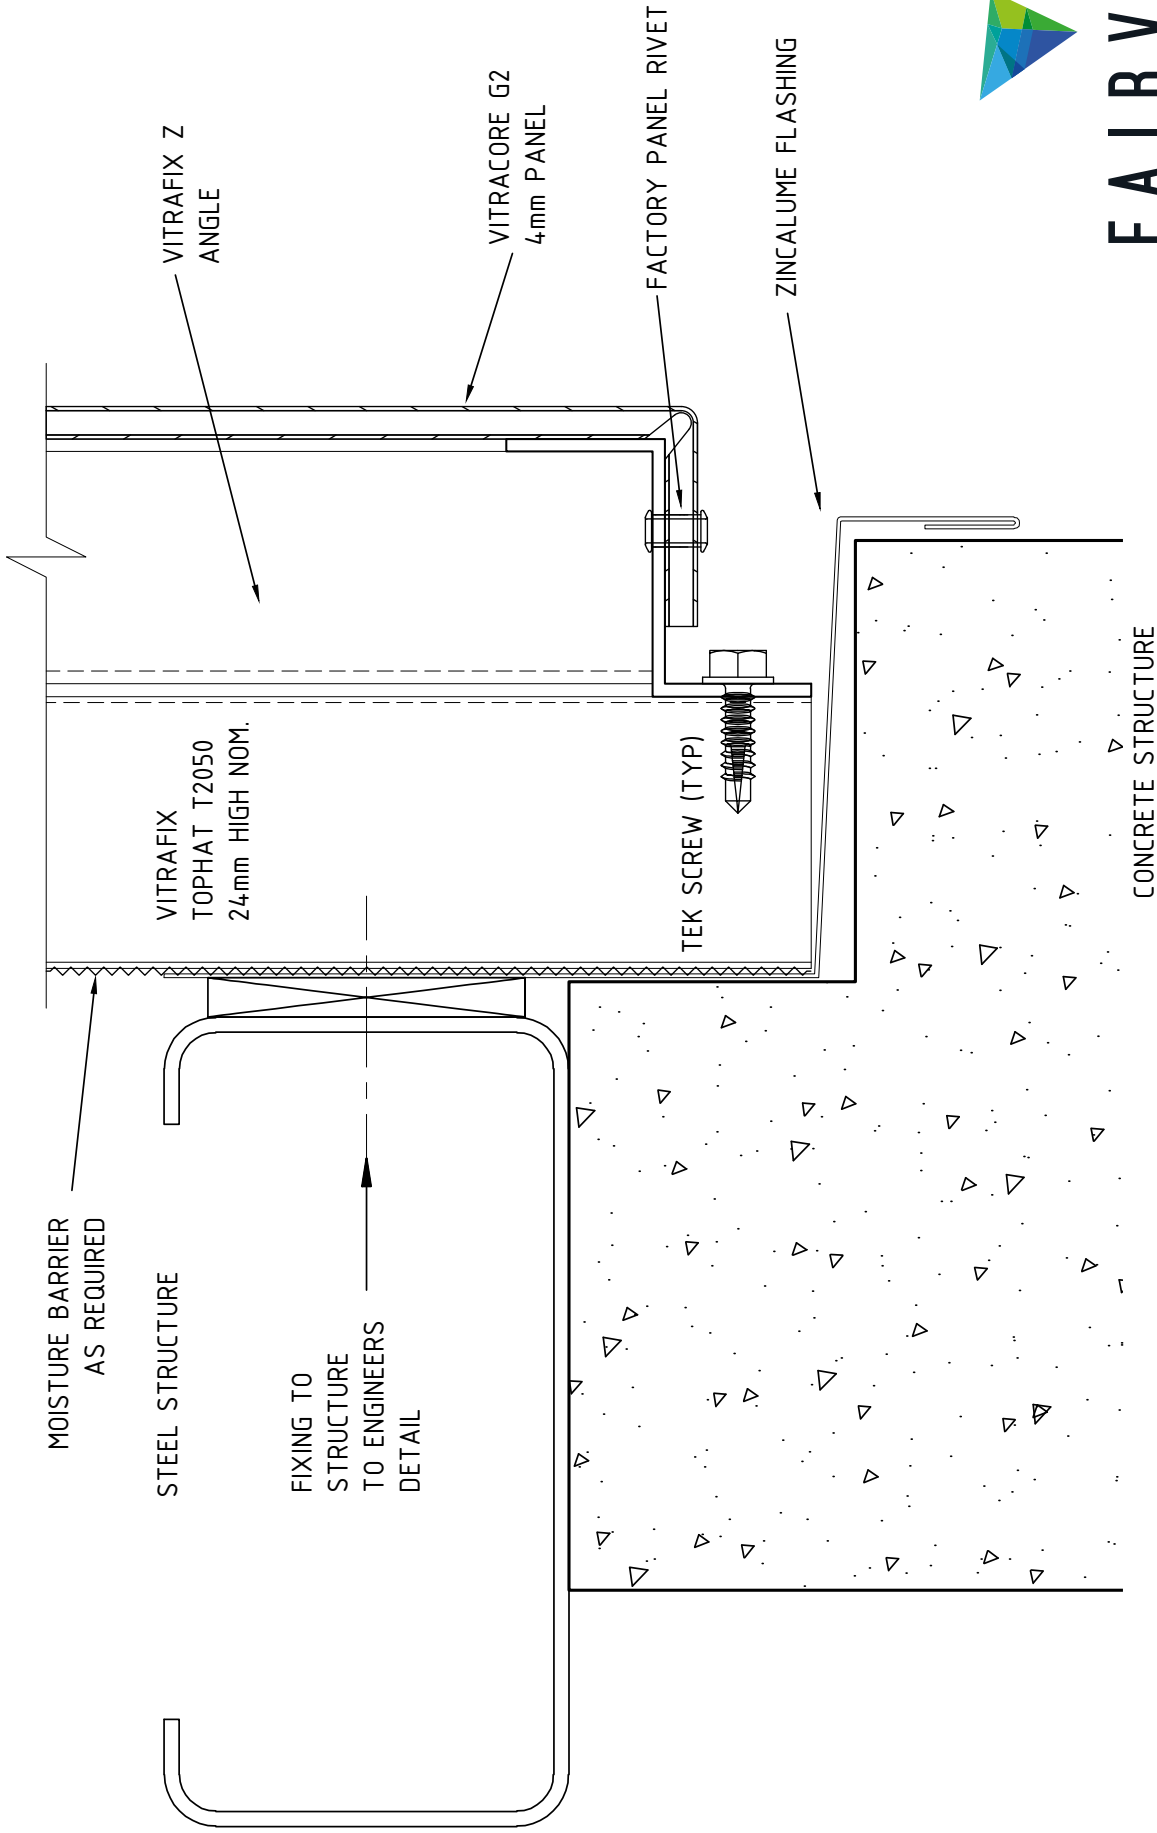 MOISTURE BARRIER
AS REQUIRED
STEEL STRUCTURE
FIXING TO
STRUCTURE
TO ENGINEERS
DETAIL
VITRAFIX
TOPHAT T2050
24mm HIGH NOM.
TEK SCREW (TYP)
VITRAFIX Z
ANGLE
VITRACORE G2
4mm PANEL
FACTORY PANEL RIVET
ZINCALUME FLASHING
CONCRETE STRUCTURE
FAIRV